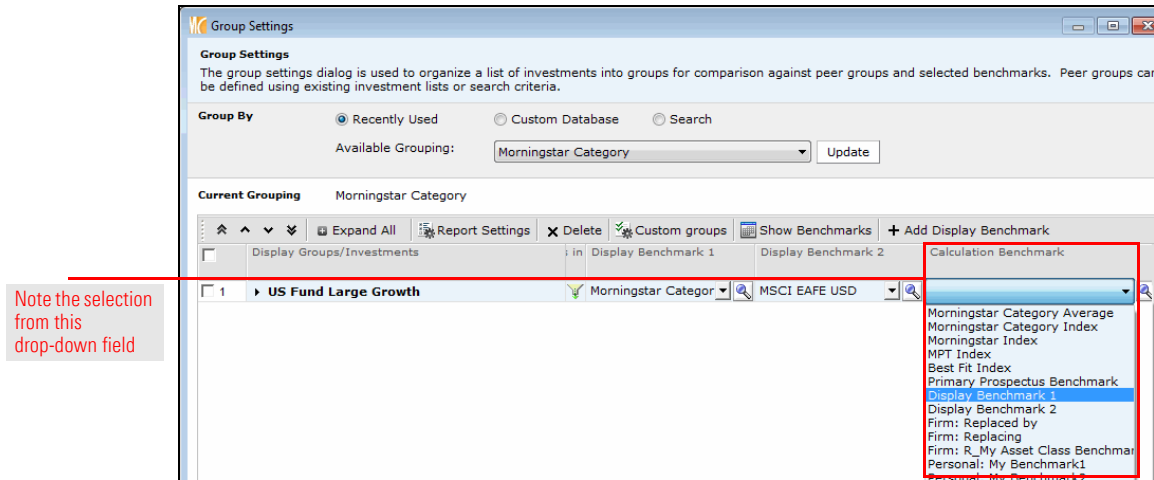 Group Settings
Group Settings
The group settings dialog is used to organize a list of investments into groups for comparison against peer groups and selected benchmarks. Peer groups can
be defined using existing investment lists or search criteria.
Group By
Recently Used
Custom Database
Search
Available Grouping:
Morningstar Category
Update
Current Grouping
Morningstar Category
Expand All
Report Settings
Delete
Custom groups
Show Benchmarks
Add Display Benchmark
Display Groups/Investments
in
Display Benchmark 1
Display Benchmark 2
Calculation Benchmark
1
US Fund Large Growth
Morningstar Categor
MSCI EAFE USD
Note the selection
from this
drop-down field
Morningstar Category Average
Morningstar Category Index
Morningstar Index
MPT Index
Best Fit Index
Primary Prospectus Benchmark
Display Benchmark 1
Display Benchmark 2
Firm: Replaced by
Firm: Replacing
Firm: R_My Asset Class Benchmar
Personal: My Benchmark1
Personal: My Benchmark2